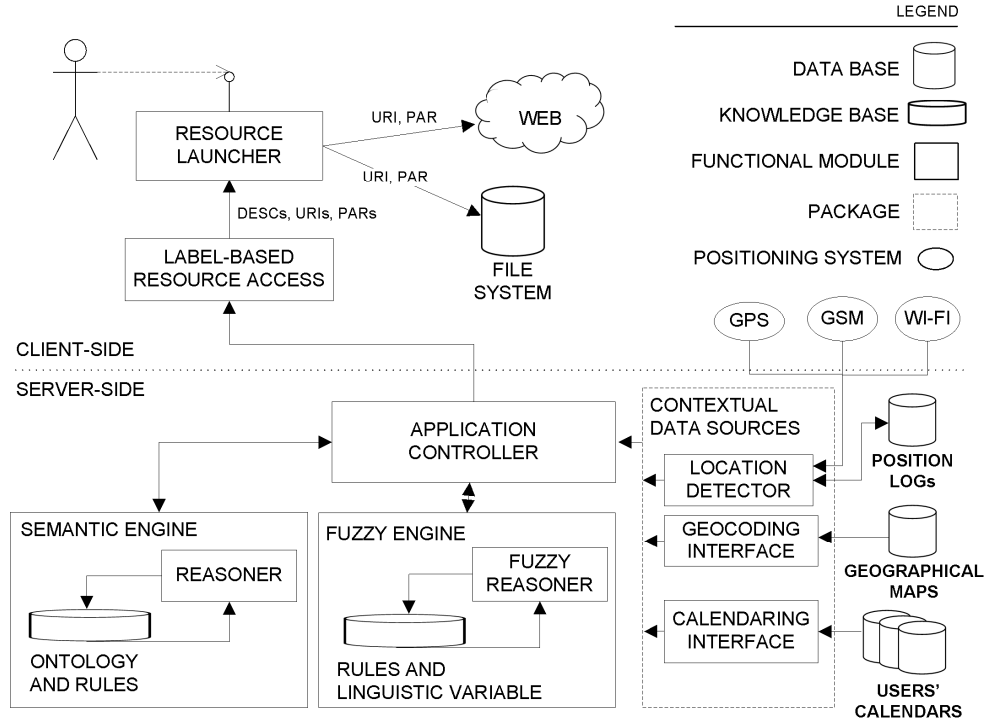 LEGEND
DATA BASE
KNOWLEDGE BASE
FUNCTIONAL MODULE
PACKAGE
POSITIONING SYSTEM
RESOURCE
LAUNCHER
URI, PAR
WEB
URI, PAR
DESCs, URIs, PARs
FILE
SYSTEM
LABEL-BASED
RESOURCE ACCESS
GPS
GSM
WI-FI
CLIENT-SIDE
SERVER-SIDE
APPLICATION
CONTROLLER
CONTEXTUAL
DATA SOURCES
LOCATION
DETECTOR
POSITION
LOGs
GEOCODING
INTERFACE
GEOGRAPHICAL
MAPS
CALENDARING
INTERFACE
USERS'
CALENDARS
SEMANTIC ENGINE
REASONER
ONTOLOGY
AND RULES
FUZZY ENGINE
FUZZY
REASONER
RULES AND
LINGUISTIC VARIABLE